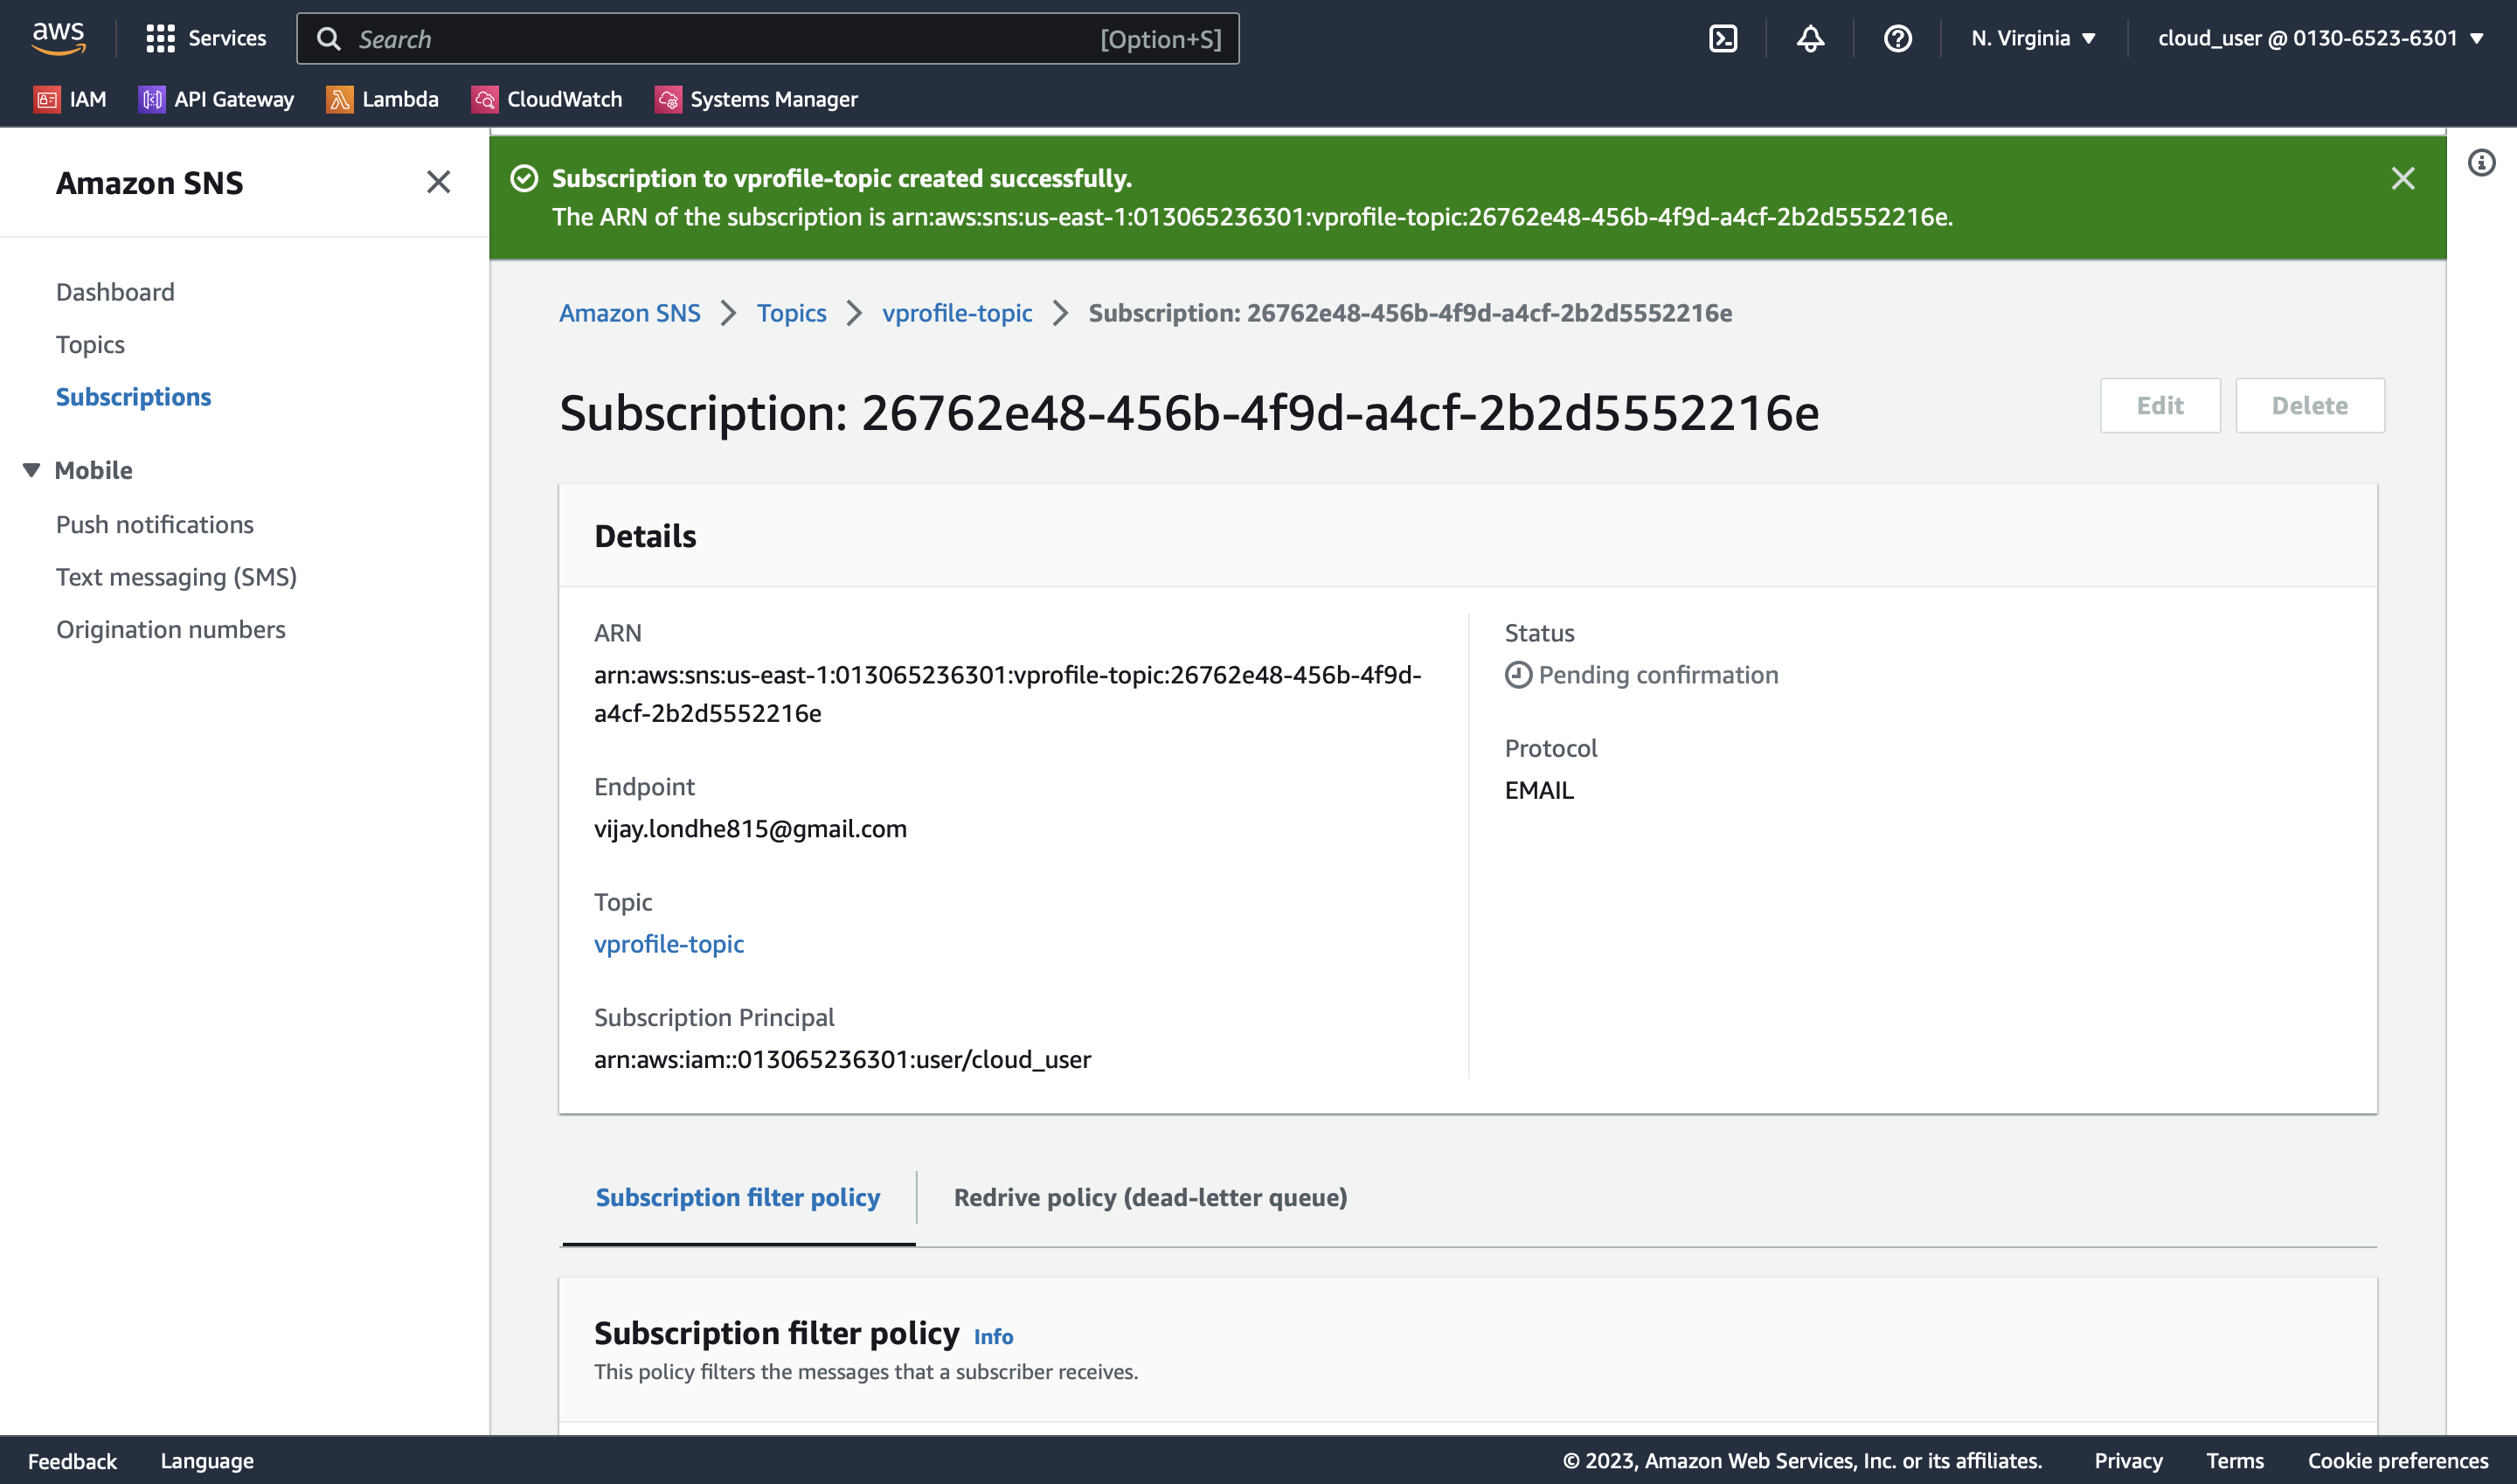 aws
Services
Search
[Option+S]
N. Virginia
cloud_user @ 0130-6523-6301
IAM
API Gateway
Lambda
CloudWatch
Systems Manager
Amazon SNS
Dashboard
Topics
Subscriptions
Mobile
Push notifications
Text messaging (SMS)
Origination numbers
Subscription to vprofile-topic created successfully.
The ARN of the subscription is arn:aws:sns:us-east-1:013065236301:vprofile-topic:26762e48-456b-4f9d-a4cf-2b2d5552216e.
Amazon SNS
Topics
vprofile-topic
Subscription: 26762e48-456b-4f9d-a4cf-2b2d5552216e
Subscription: 26762e48-456b-4f9d-a4cf-2b2d5552216e
Edit
Delete
Details
ARN
arn:aws:sns:us-east-1:013065236301:vprofile-topic:26762e48-456b-4f9d-
a4cf-2b2d5552216e
Endpoint
vijay.londhe815@gmail.com
Topic
vprofile-topic
Subscription Principal
arn:aws:iam::013065236301:user/cloud_user
Status
Pending confirmation
Protocol
EMAIL
Subscription filter policy
Redrive policy (dead-letter queue)
Subscription filter policy Info
This policy filters the messages that a subscriber receives.
Feedback
Language
© 2023, Amazon Web Services, Inc. or its affiliates.
Privacy
Terms
Cookie preferences